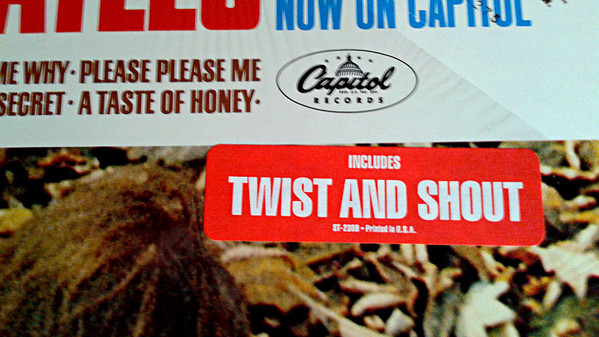 NOW ON CAPITOL
ME WHY · PLEASE PLEASE ME
SECRET · A TASTE OF HONEY ·
Capitol
RECORDS
INCLUDES
TWIST AND SHOUT
ST-2309 • Printed in U.S.A.